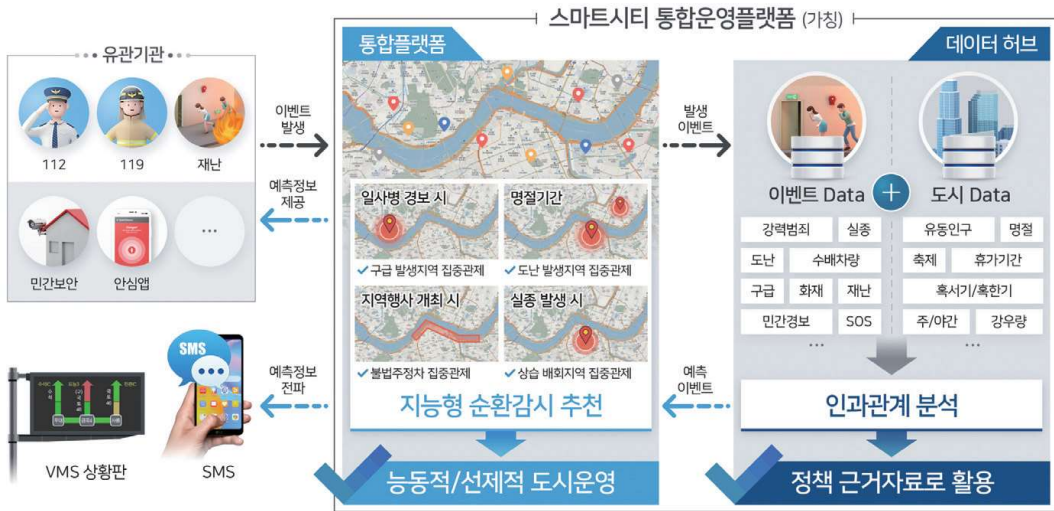 스마트시티 통합운영플랫폼 (가칭)
유관기관
112
119
재난
민간보안
안심앱
...
이벤트
발생
예측정보
제공
통합플랫폼
일사병 경보 시
✓구급 발생지역 집중관제
명절기간
✓도난 발생지역 집중관제
지역행사 개최 시
✓불법주정차 집중관제
실종 발생 시
✓상습 배회지역 집중관제
지능형 순환감시 추천
능동적/선제적 도시운영
발생
이벤트
예측
이벤트
데이터 허브
이벤트 Data
+
도시 Data
강력범죄
실종
도난
수배차량
구급
화재
재난
민간경보
SOS
...
유동인구
명절
축제
휴가기간
혹서기/혹한기
주/야간
강우량
...
인과관계 분석
정책 근거자료로 활용
예측정보
전파
VMS 상황판
SMS
SMS